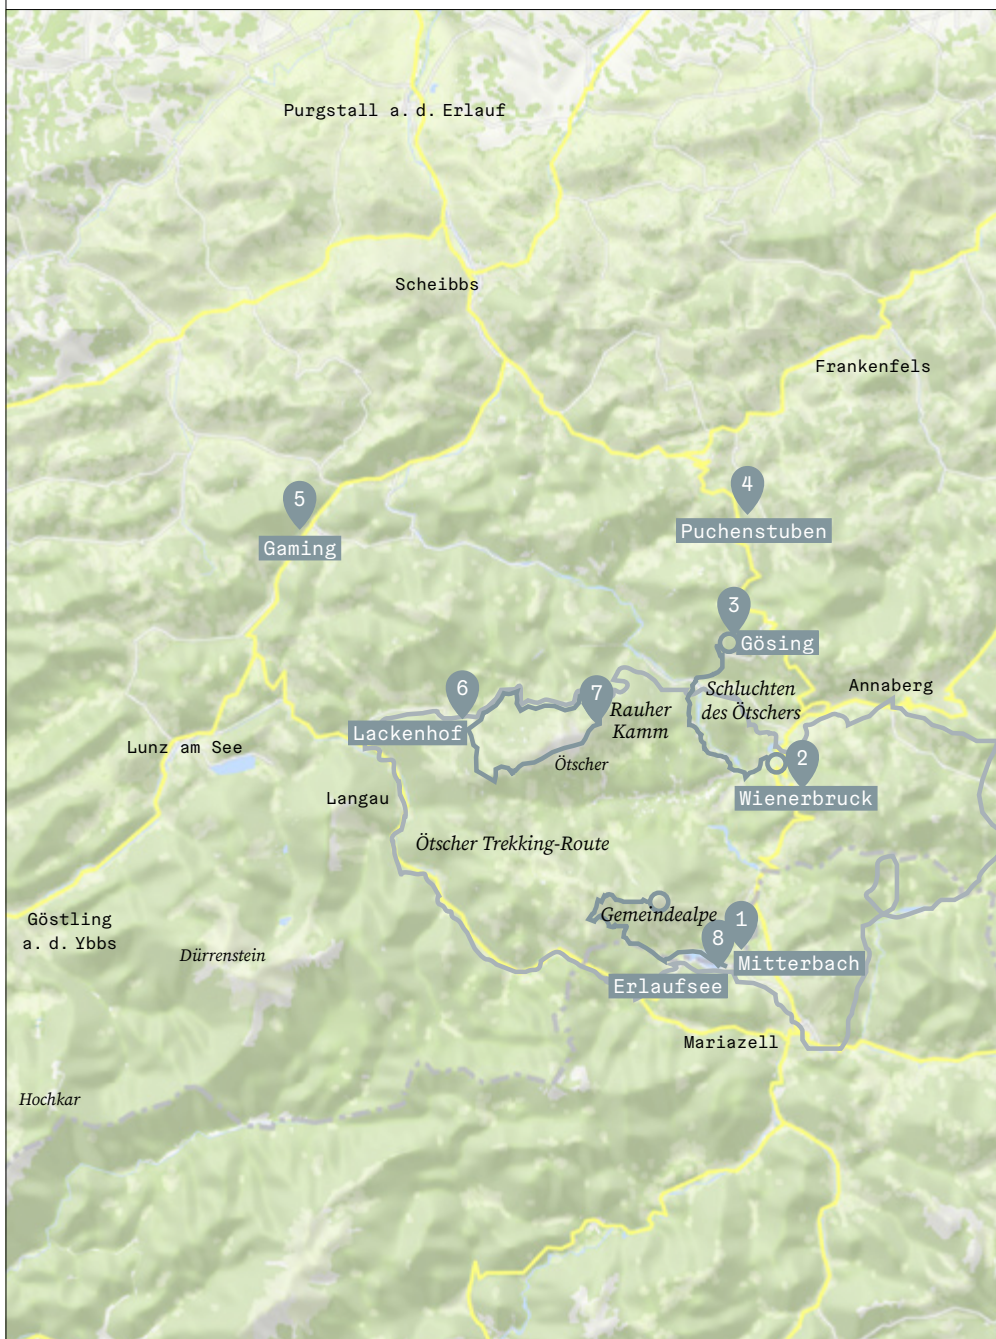 Purgstall a. d. Erlauf
Scheibbs
Frankenfels
4
5
Puchenstuben
Gaming
3
Gösing
6
7
Schluchten
des Ötschers
Annaberg
Rauher
Kamm
Lackenhof
Lunz am See
Ötscher
2
Wienerbruck
Langau
Ötscher Trekking-Route
Göstling
a. d. Ybbs
Gemeindealpe
1
8
Dürrenstein
Mitterbach
Erlaufsee
Mariazell
Hochkar